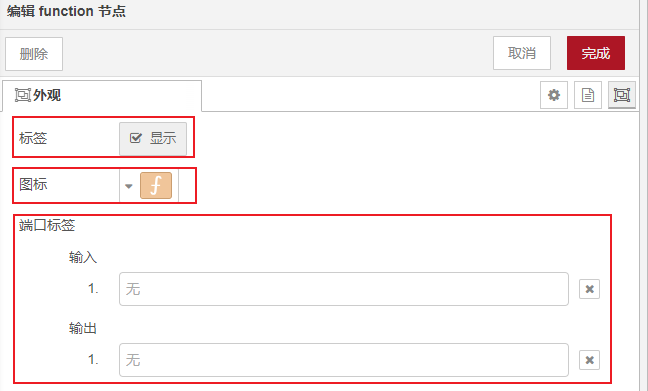 编辑 function 节点
删除
取消
完成
外观
标签
显示
图标
端口标签
输入
1.
无
输出
1.
无